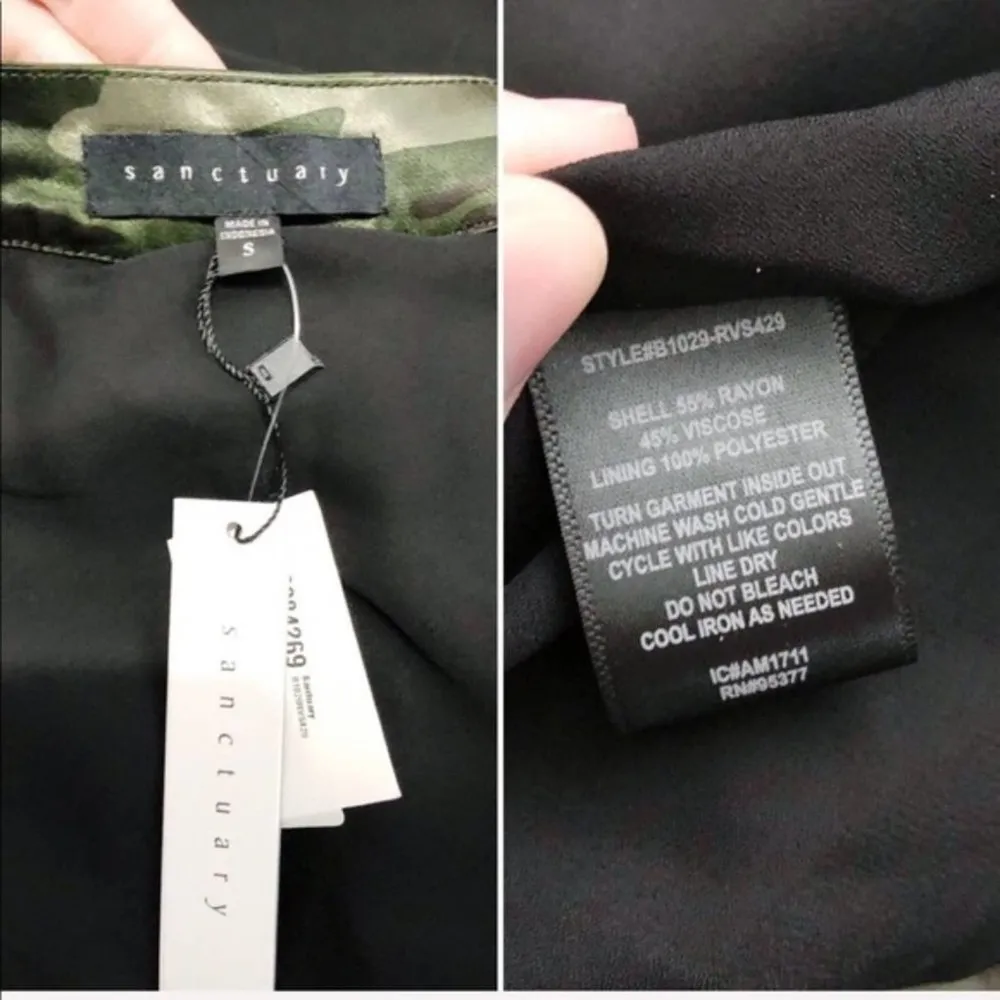 sanctuary
MADE IN
INDONESIA
S
sanctuary
94269
Sanctuary
STYLE#B1029-RVS429
SHELL 55% RAYON
45% VISCOSE
LINING 100% POLYESTER
TURN GARMENT INSIDE OUT
MACHINE WASH COLD GENTLE
CYCLE WITH LIKE COLORS
LINE DRY
DO NOT BLEACH
COOL IRON AS NEEDED
IC#AM1711
RN#95377